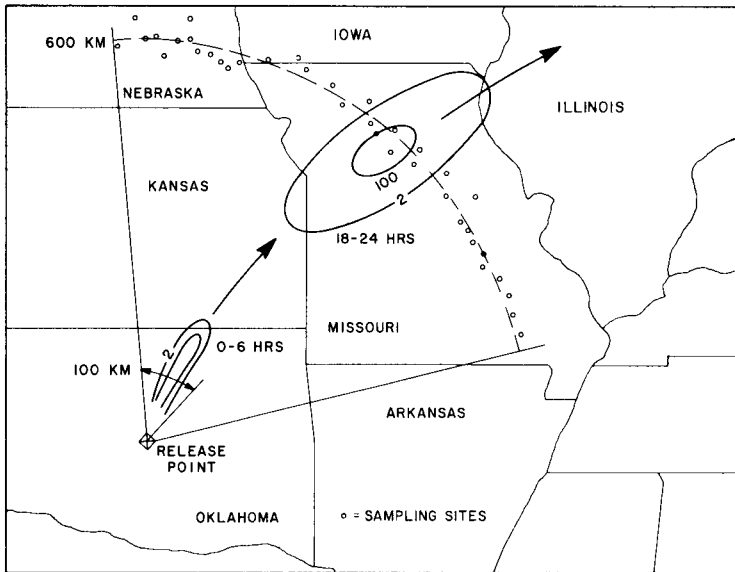 600 KM
IOWA
NEBRASKA
ILLINOIS
KANSAS
100
2
18-24 HRS
MISSOURI
2
0-6 HRS
100 KM
ARKANSAS
RELEASE
POINT
OKLAHOMA
o = SAMPLING SITES